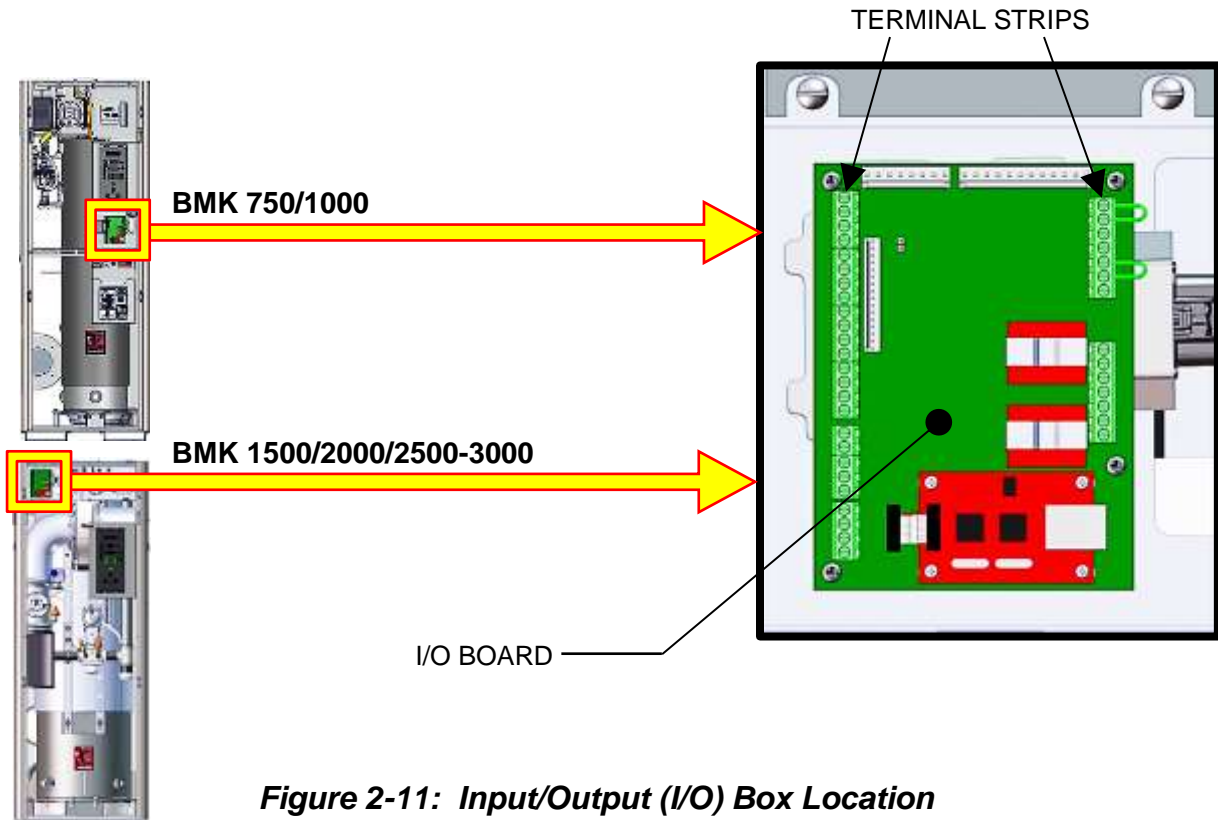 TERMINAL STRIPS
BMK 750/1000
BMK 1500/2000/2500-3000
I/O BOARD
Figure 2-11: Input/Output (I/O) Box Location